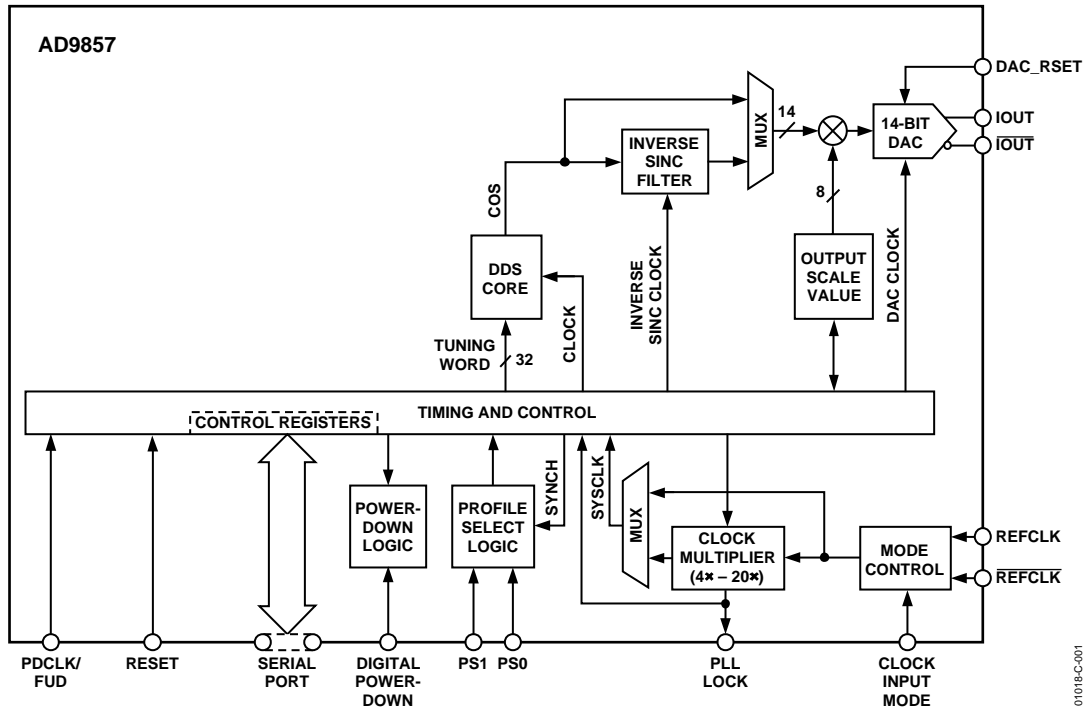 AD9857
DAC_RSET
14
MUX
14-BIT
DAC
IOUT
IOUT
INVERSE
SINC
FILTER
COS
8
DDS
CORE
CLOCK
INVERSE
SINC CLOCK
OUTPUT
SCALE
VALUE
DAC CLOCK
TUNING
WORD
32
TIMING AND CONTROL
CONTROL REGISTERS
SYNCH
SYSCLK
MUX
POWER-
DOWN
LOGIC
PROFILE
SELECT
LOGIC
CLOCK
MULTIPLIER
(4× – 20×)
MODE
CONTROL
REFCLK
REFCLK
PDCLK/
FUD
RESET
SERIAL
PORT
DIGITAL
POWER-
DOWN
PS1
PS0
PLL
LOCK
CLOCK
INPUT
MODE
01018-C-001